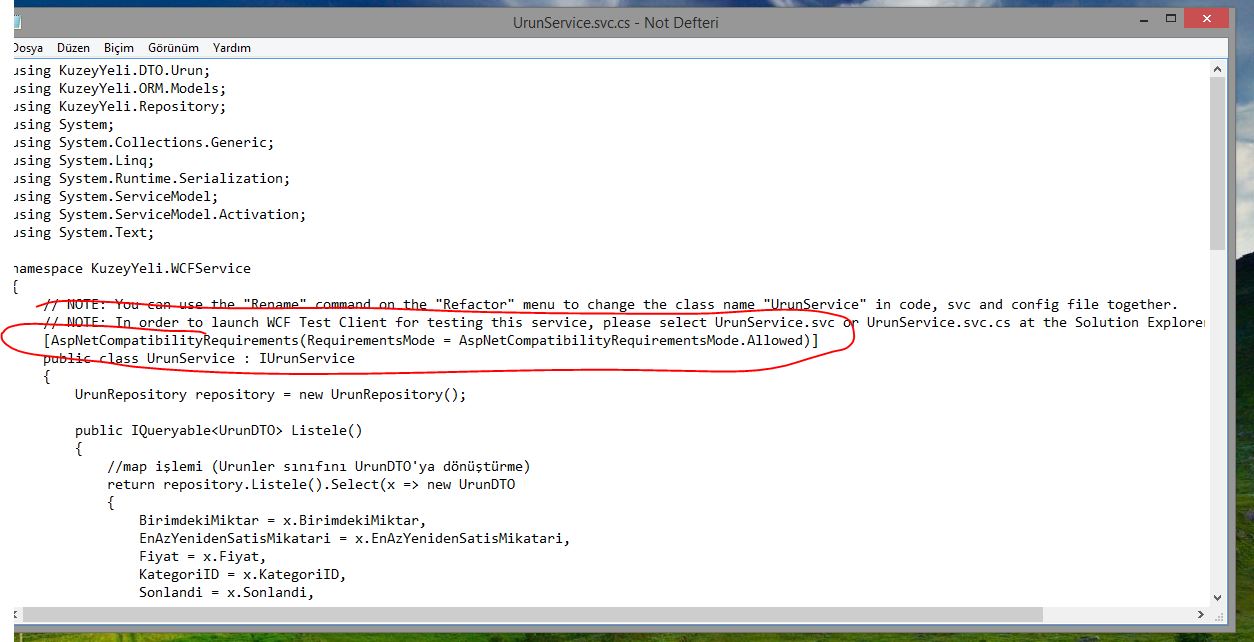 UrunService.svc.cs - Not Defteri
Dosya Düzen Biçim Görünüm Yardım
using KuzeyYeli.DTO.Urun;
using KuzeyYeli.ORM.Models;
using KuzeyYeli.Repository;
using System;
using System.Collections.Generic;
using System.Linq;
using System.Runtime.Serialization;
using System.ServiceModel;
using System.ServiceModel.Activation;
using System.Text;
namespace KuzeyYeli.WCFService
{
// NOTE: You can use the "Rename" command on the "Refactor" menu to change the class name "UrunService" in code, svc and config file together.
// NOTE: In order to launch WCF Test Client for testing this service, please select UrunService.svc or UrunService.svc.cs at the Solution Explorer
[AspNetCompatibilityRequirements(RequirementsMode = AspNetCompatibilityRequirementsMode.Allowed)]
public class UrunService : IUrunService
{
UrunRepository repository = new UrunRepository();
public IQueryable<UrunDTO> Listele()
{
//map işlemi (Urunler sınıfını UrunDTO'ya dönüştürme)
return repository.Listele().Select(x => new UrunDTO
{
BirimdekiMiktar = x.BirimdekiMiktar,
EnAzYenidenSatisMikatari = x.EnAzYenidenSatisMikatari,
Fiyat = x.Fiyat,
KategoriID = x.KategoriID,
Sonlandi = x.Sonlandi,